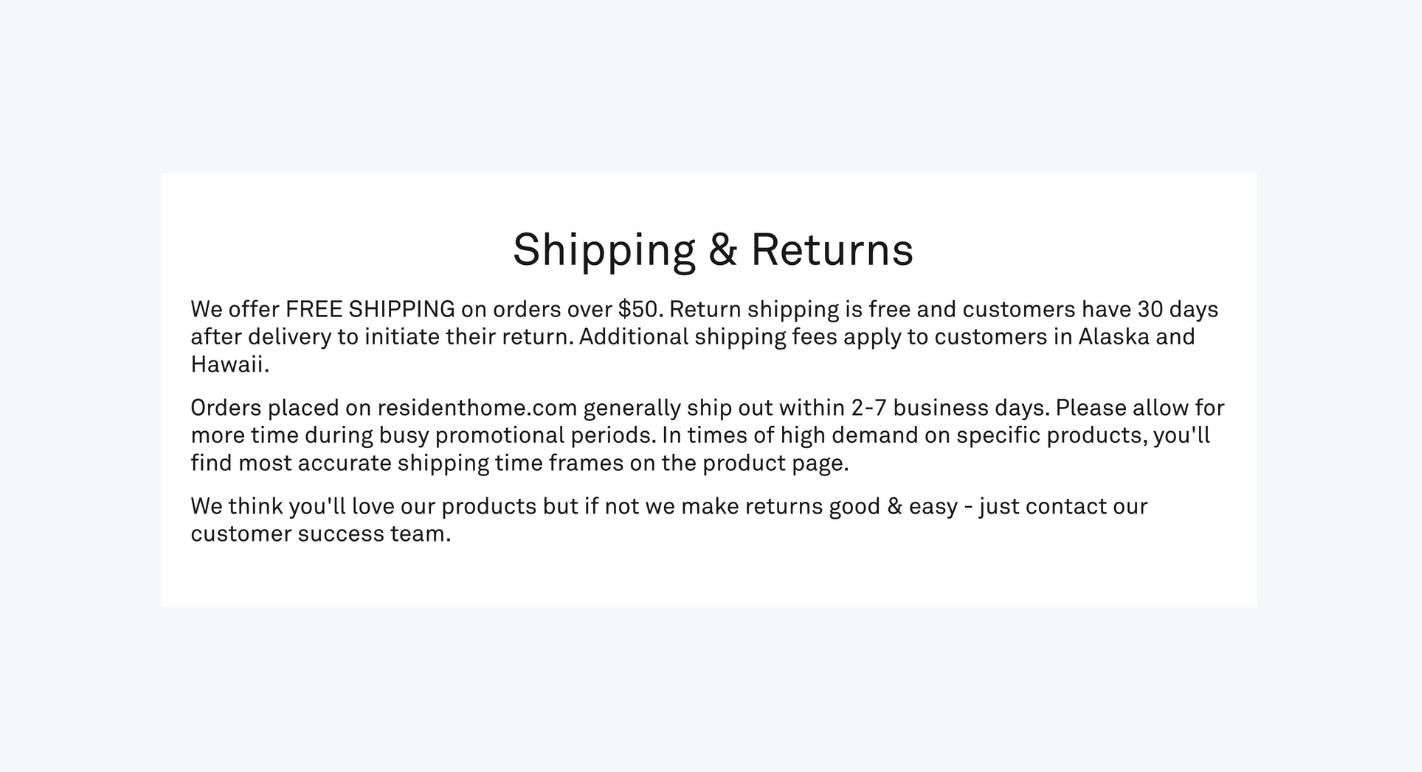 Shipping & Returns
We offer FREE SHIPPING on orders over $50. Return shipping is free and customers have 30 days
after delivery to initiate their return. Additional shipping fees apply to customers in Alaska and
Hawaii.
Orders placed on residenthome.com generally ship out within 2-7 business days. Please allow for
more time during busy promotional periods. In times of high demand on specific products, you'll
find most accurate shipping time frames on the product page.
We think you'll love our products but if not we make returns good & easy - just contact our
customer success team.